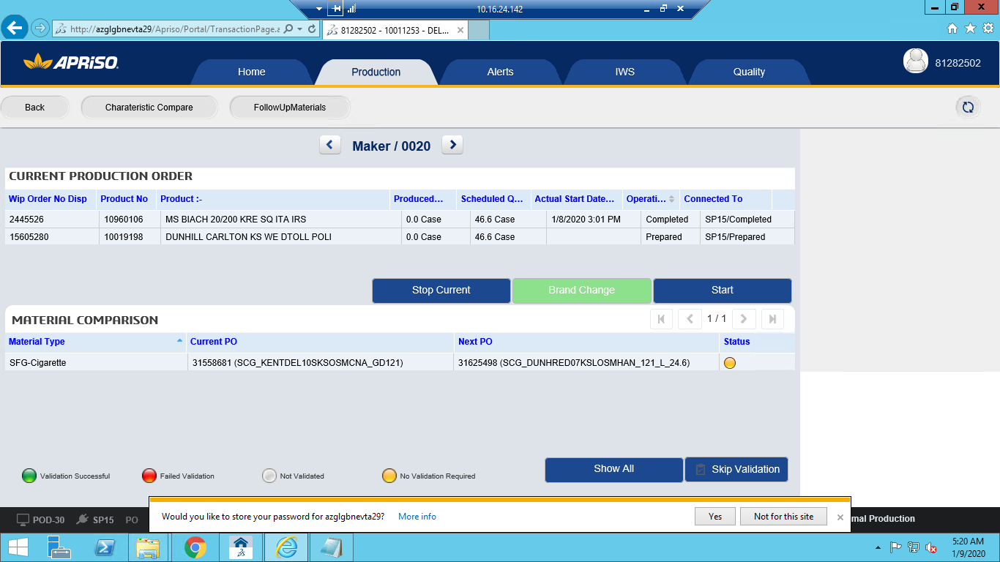 10.16.24.142
http://azglgbnevta29/Apriso/Portal/TransactionPage.a
81282502 - 10011253 - DEL...
APRISO
Home Production Alerts IWS Quality 81282502
Back Charateristic Compare FollowUpMaterials
Maker / 0020
CURRENT PRODUCTION ORDER
Wip Order No Disp Product No Product :- Produced... Scheduled Q... Actual Start Date... Operati... Connected To
2445526 10960106 MS BIACH 20/200 KRE SQ ITA IRS 0.0 Case 46.6 Case 1/8/2020 3:01 PM Completed SP15/Completed
15605280 10019198 DUNHILL CARLTON KS WE DTOLL POLI 0.0 Case 46.6 Case Prepared SP15/Prepared
Stop Current Brand Change Start
MATERIAL COMPARISON 1 / 1
Material Type Current PO Next PO Status
SFG-Cigarette 31558681 (SCG_KENTDEL10SKSOSMCNA_GD121) 31625498 (SCG_DUNHRED07KSLOSMHAN_121_L_24.6)
Show All Skip Validation
Validation Successful Failed Validation Not Validated No Validation Required
Would you like to store your password for azglgbnevta29? More info Yes Not for this site
POD-30 SP15 PO mal Production
5:20 AM
1/9/2020